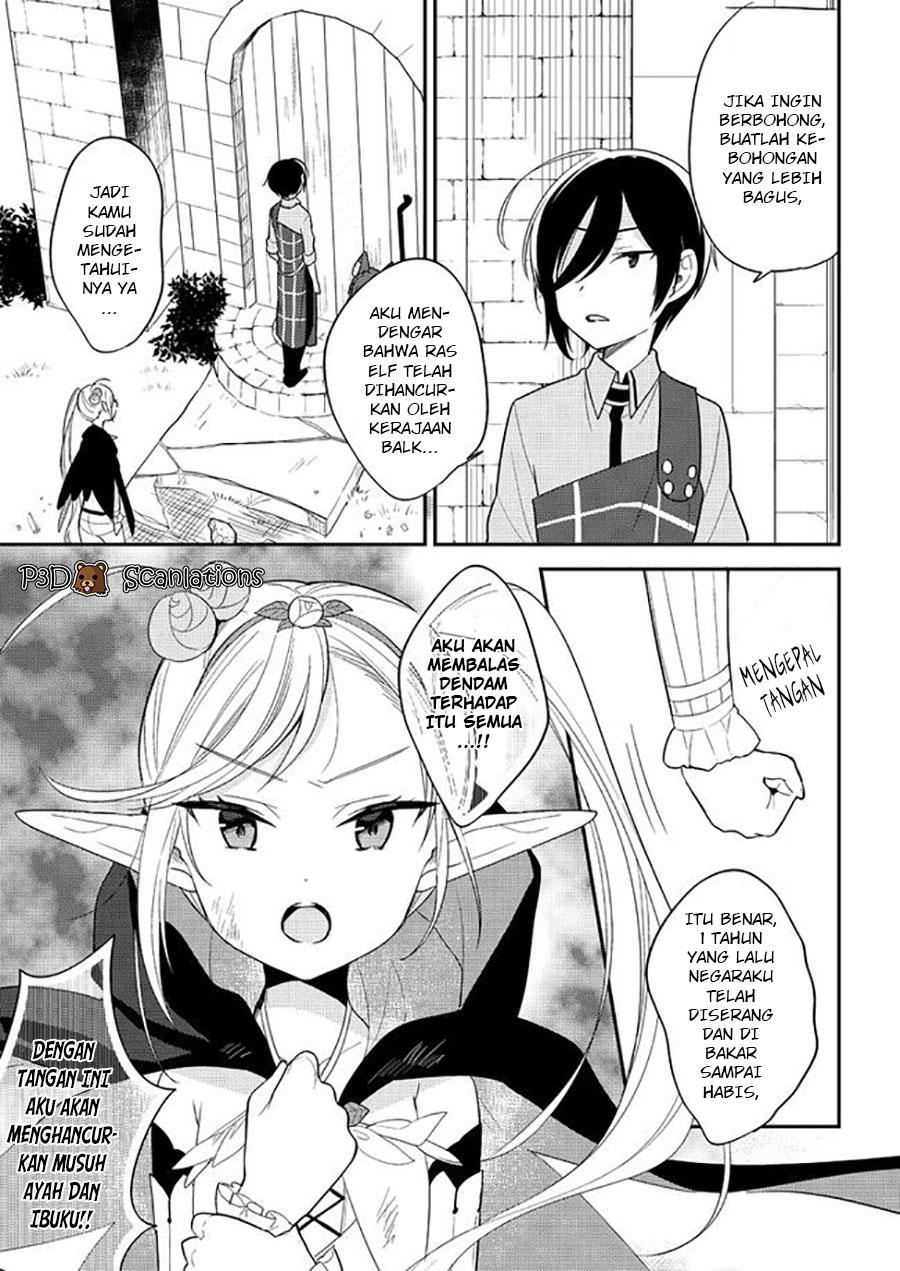 JIKA INGIN
BERBOHONG,
BUATLAH KE-
BOHONGAN
YANG LEBIH
BAGUS,
AKU MEN-
DENGAR
BAHWA RAS
ELF TELAH
DIHANCUR-
KAN OLEH
KERAJAAN
BALK...
JADI
KAMU
SUDAH
MENGE-
TAHUI-
NYA YA
...
MENGEPAL
TANGAN
ITU BENAR,
1 TAHUN
YANG LALU
NEGARAKU
TELAH
DISERANG
DAN DI
BAKAR
SAMPAI
HABIS,
P3D Scanlations
AKU AKAN
MEMBALAS
DENDAM
TERHADAP
ITU SEMUA
...!!
DENGAN
TANGAN INI
AKU AKAN
MENGHANCUR-
KAN MUSUH
AYAH DAN
IBUKU!!